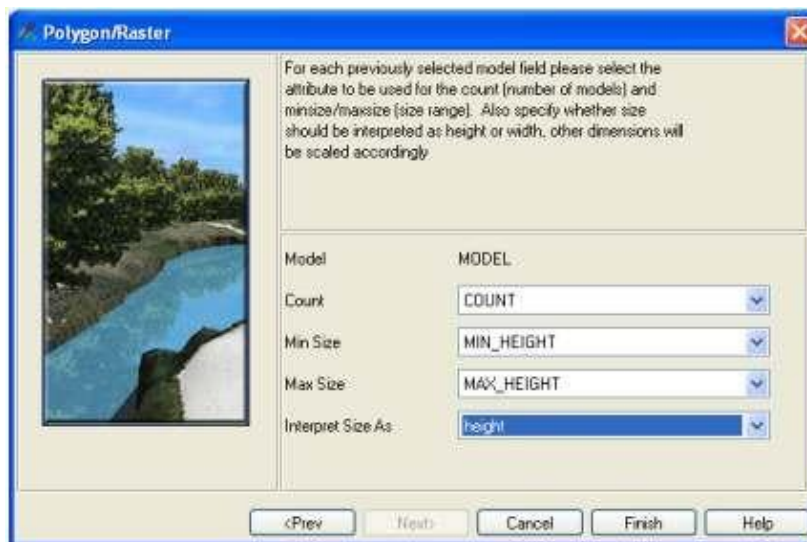 Polygon/Raster
For each previously selected model field please select the
attribute to be used for the count (number of models) and
minsize/maxsize (size range). Also specify whether size
should be interpreted as height or width, other dimensions will
be scaled accordingly
Model MODEL
Count COUNT
Min Size MIN_HEIGHT
Max Size MAX_HEIGHT
Interpret Size As height
<Prev Next> Cancel Finish Help